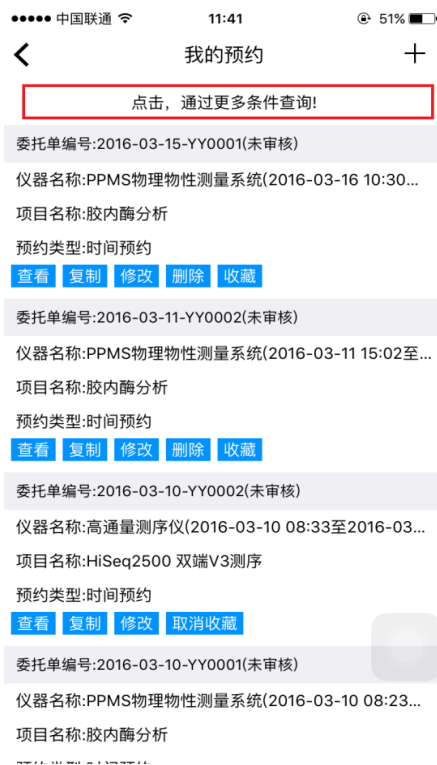 中国联通 11:41 51%
我的预约
点击，通过更多条件查询!
委托单编号:2016-03-15-YY0001(未审核)
仪器名称:PPMS物理物性测量系统(2016-03-16 10:30...
项目名称:胶内酶分析
预约类型:时间预约
查看 复制 修改 删除 收藏
委托单编号:2016-03-11-YY0002(未审核)
仪器名称:PPMS物理物性测量系统(2016-03-11 15:02至...
项目名称:胶内酶分析
预约类型:时间预约
查看 复制 修改 删除 收藏
委托单编号:2016-03-10-YY0002(未审核)
仪器名称:高通量测序仪(2016-03-10 08:33至2016-03...
项目名称:HiSeq2500 双端V3测序
预约类型:时间预约
查看 复制 修改 取消收藏
委托单编号:2016-03-10-YY0001(未审核)
仪器名称:PPMS物理物性测量系统(2016-03-10 08:23...
项目名称:胶内酶分析